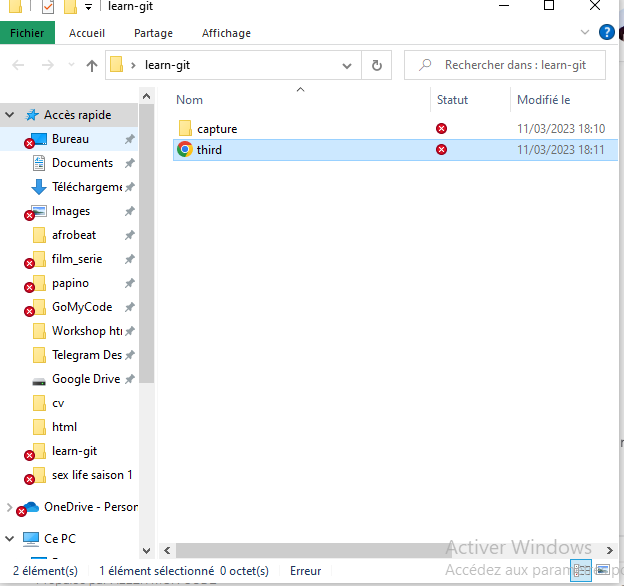 learn-git
Fichier Accueil Partage Affichage
learn-git
Rechercher dans : learn-git
Nom Statut Modifié le
Accès rapide
capture 11/03/2023 18:10
third 11/03/2023 18:11
Bureau
Documents
Téléchargeme
Images
afrobeat
film_serie
papino
GoMyCode
Workshop htr
Telegram Des
Google Drive
cv
html
learn-git
sex life saison 1
OneDrive - Person
Ce PC
Activer Windows
Accédez aux param
2 élément(s) 1 élément sélectionné 0 octet(s) Erreur